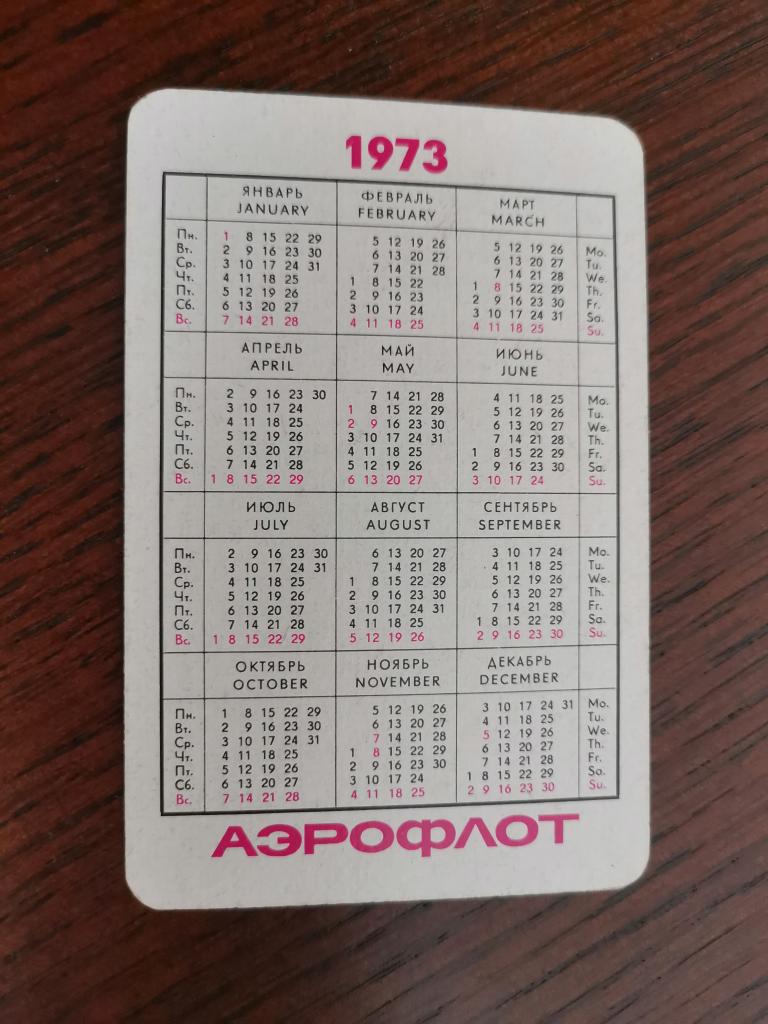 1973
ЯНВАРЬ ФЕВРАЛЬ МАРТ
JANUARY FEBRUARY MARCH
Пн. 1 8 15 22 29 5 12 19 26 5 12 19 26 Mo.
Вт. 2 9 16 23 30 6 13 20 27 6 13 20 27 Tu.
Ср. 3 10 17 24 31 7 14 21 28 7 14 21 28 We.
Чт. 4 11 18 25 1 8 15 22 1 8 15 22 29 Th.
Пт. 5 12 19 26 2 9 16 23 2 9 16 23 30 Fr.
Сб. 6 13 20 27 3 10 17 24 3 10 17 24 31 Sa.
Вс. 7 14 21 28 4 11 18 25 4 11 18 25 Su.
АПРЕЛЬ МАЙ ИЮНЬ
APRIL MAY JUNE
Пн. 2 9 16 23 30 7 14 21 28 4 11 18 25 Mo.
Вт. 3 10 17 24 1 8 15 22 29 5 12 19 26 Tu.
Ср. 4 11 18 25 2 9 16 23 30 6 13 20 27 We.
Чт. 5 12 19 26 3 10 17 24 31 7 14 21 28 Th.
Пт. 6 13 20 27 4 11 18 25 1 8 15 22 29 Fr.
Сб. 7 14 21 28 5 12 19 26 2 9 16 23 30 Sa.
Вс. 1 8 15 22 29 6 13 20 27 3 10 17 24 Su.
ИЮЛЬ АВГУСТ СЕНТЯБРЬ
JULY AUGUST SEPTEMBER
Пн. 2 9 16 23 30 6 13 20 27 3 10 17 24 Mo.
Вт. 3 10 17 24 31 7 14 21 28 4 11 18 25 Tu.
Ср. 4 11 18 25 1 8 15 22 29 5 12 19 26 We.
Чт. 5 12 19 26 2 9 16 23 30 6 13 20 27 Th.
Пт. 6 13 20 27 3 10 17 24 31 7 14 21 28 Fr.
Сб. 7 14 21 28 4 11 18 25 1 8 15 22 29 Sa.
Вс. 1 8 15 22 29 5 12 19 26 2 9 16 23 30 Su.
ОКТЯБРЬ НОЯБРЬ ДЕКАБРЬ
OCTOBER NOVEMBER DECEMBER
Пн. 1 8 15 22 29 5 12 19 26 3 10 17 24 31 Mo.
Вт. 2 9 16 23 30 6 13 20 27 4 11 18 25 Tu.
Ср. 3 10 17 24 31 7 14 21 28 5 12 19 26 We.
Чт. 4 11 18 25 1 8 15 22 29 6 13 20 27 Th.
Пт. 5 12 19 26 2 9 16 23 30 7 14 21 28 Fr.
Сб. 6 13 20 27 3 10 17 24 1 8 15 22 29 Sa.
Вс. 7 14 21 28 4 11 18 25 2 9 16 23 30 Su.
АЭРОФЛОТ